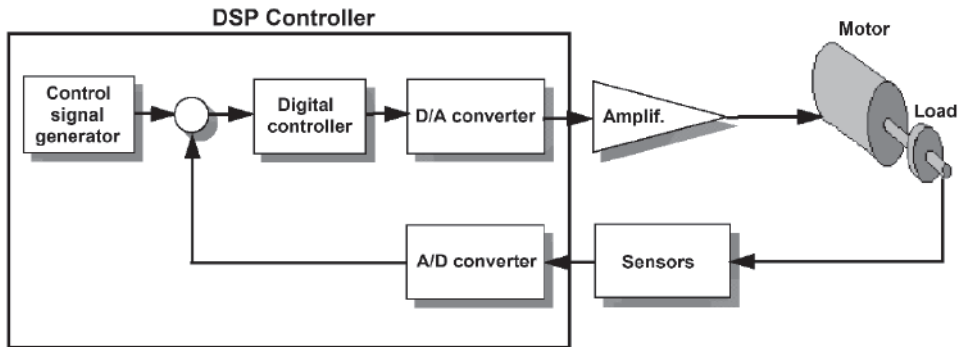 DSP Controller
Control
signal
generator
Digital
controller
D/A converter
Amplif.
Motor
Load
A/D converter
Sensors